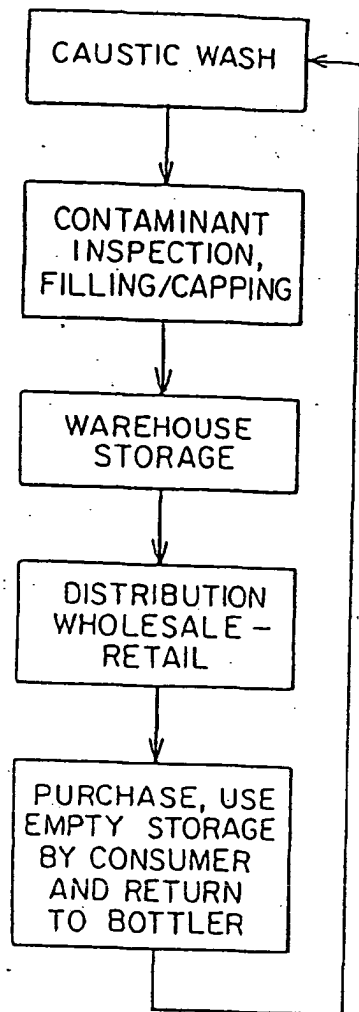 CAUSTIC WASH
CONTAMINANT
INSPECTION,
FILLING/CAPPING
WAREHOUSE
STORAGE
DISTRIBUTION
WHOLESALE -
RETAIL
PURCHASE, USE
EMPTY STORAGE
BY CONSUMER
AND RETURN
TO BOTTLER